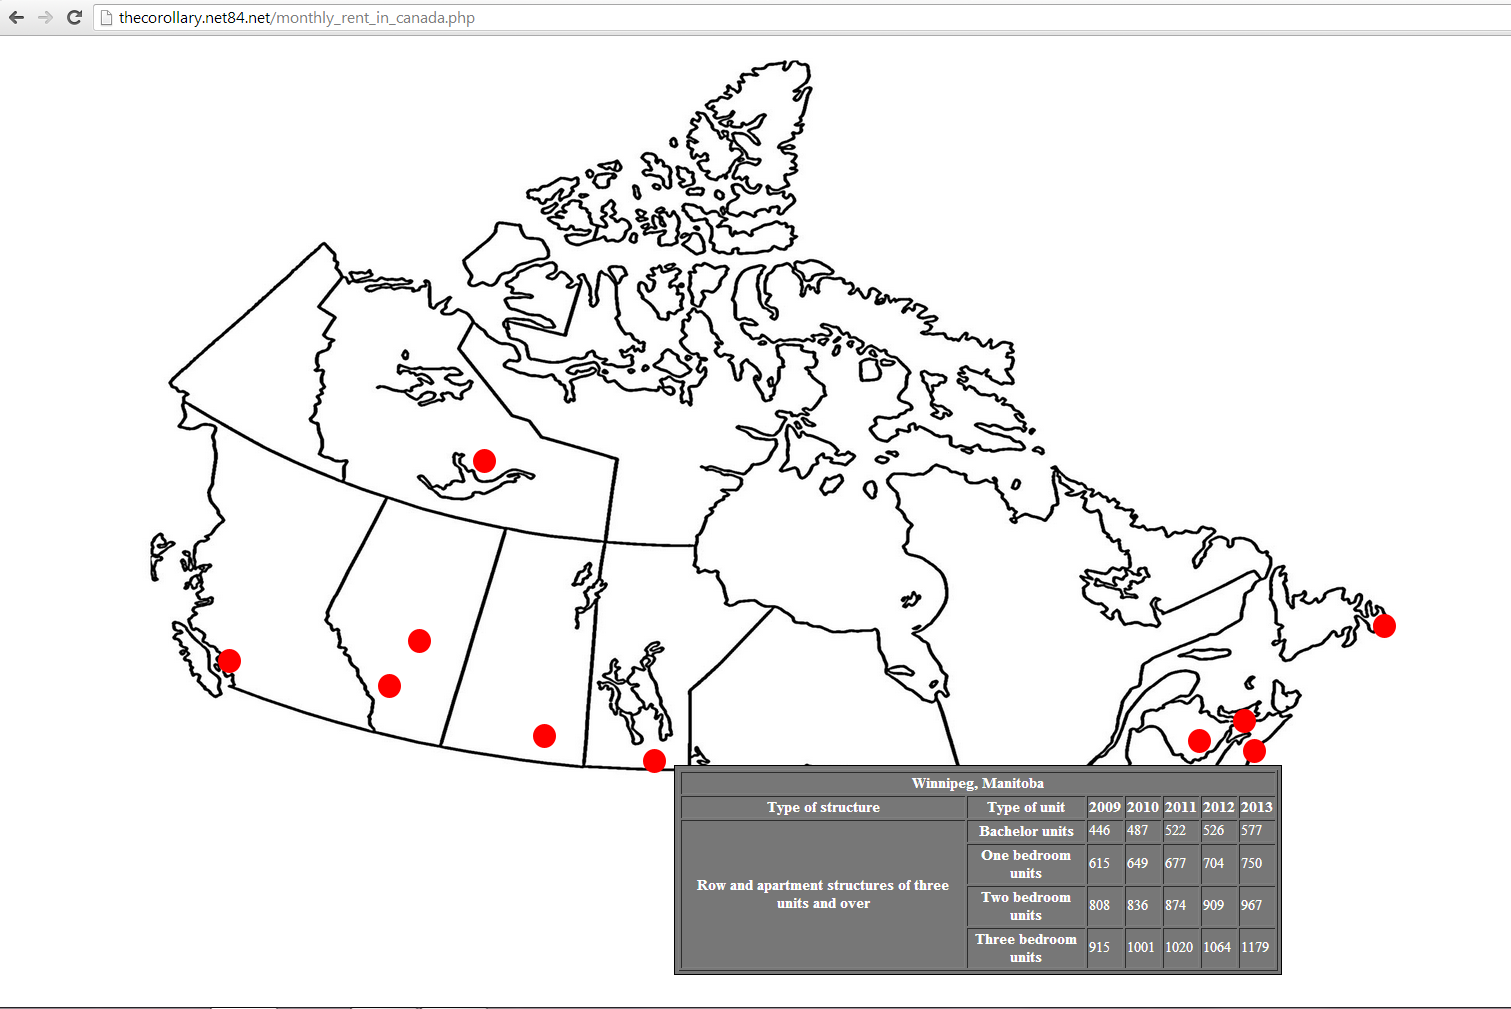 thecorollary.net84.net/monthly_rent_in_canada.php
Winnipeg, Manitoba
Type of structure Type of unit 2009 2010 2011 2012 2013
Row and apartment structures of three
units and over
Bachelor units 446 487 522 526 577
One bedroom
units 615 649 677 704 750
Two bedroom
units 808 836 874 909 967
Three bedroom
units 915 1001 1020 1064 1179